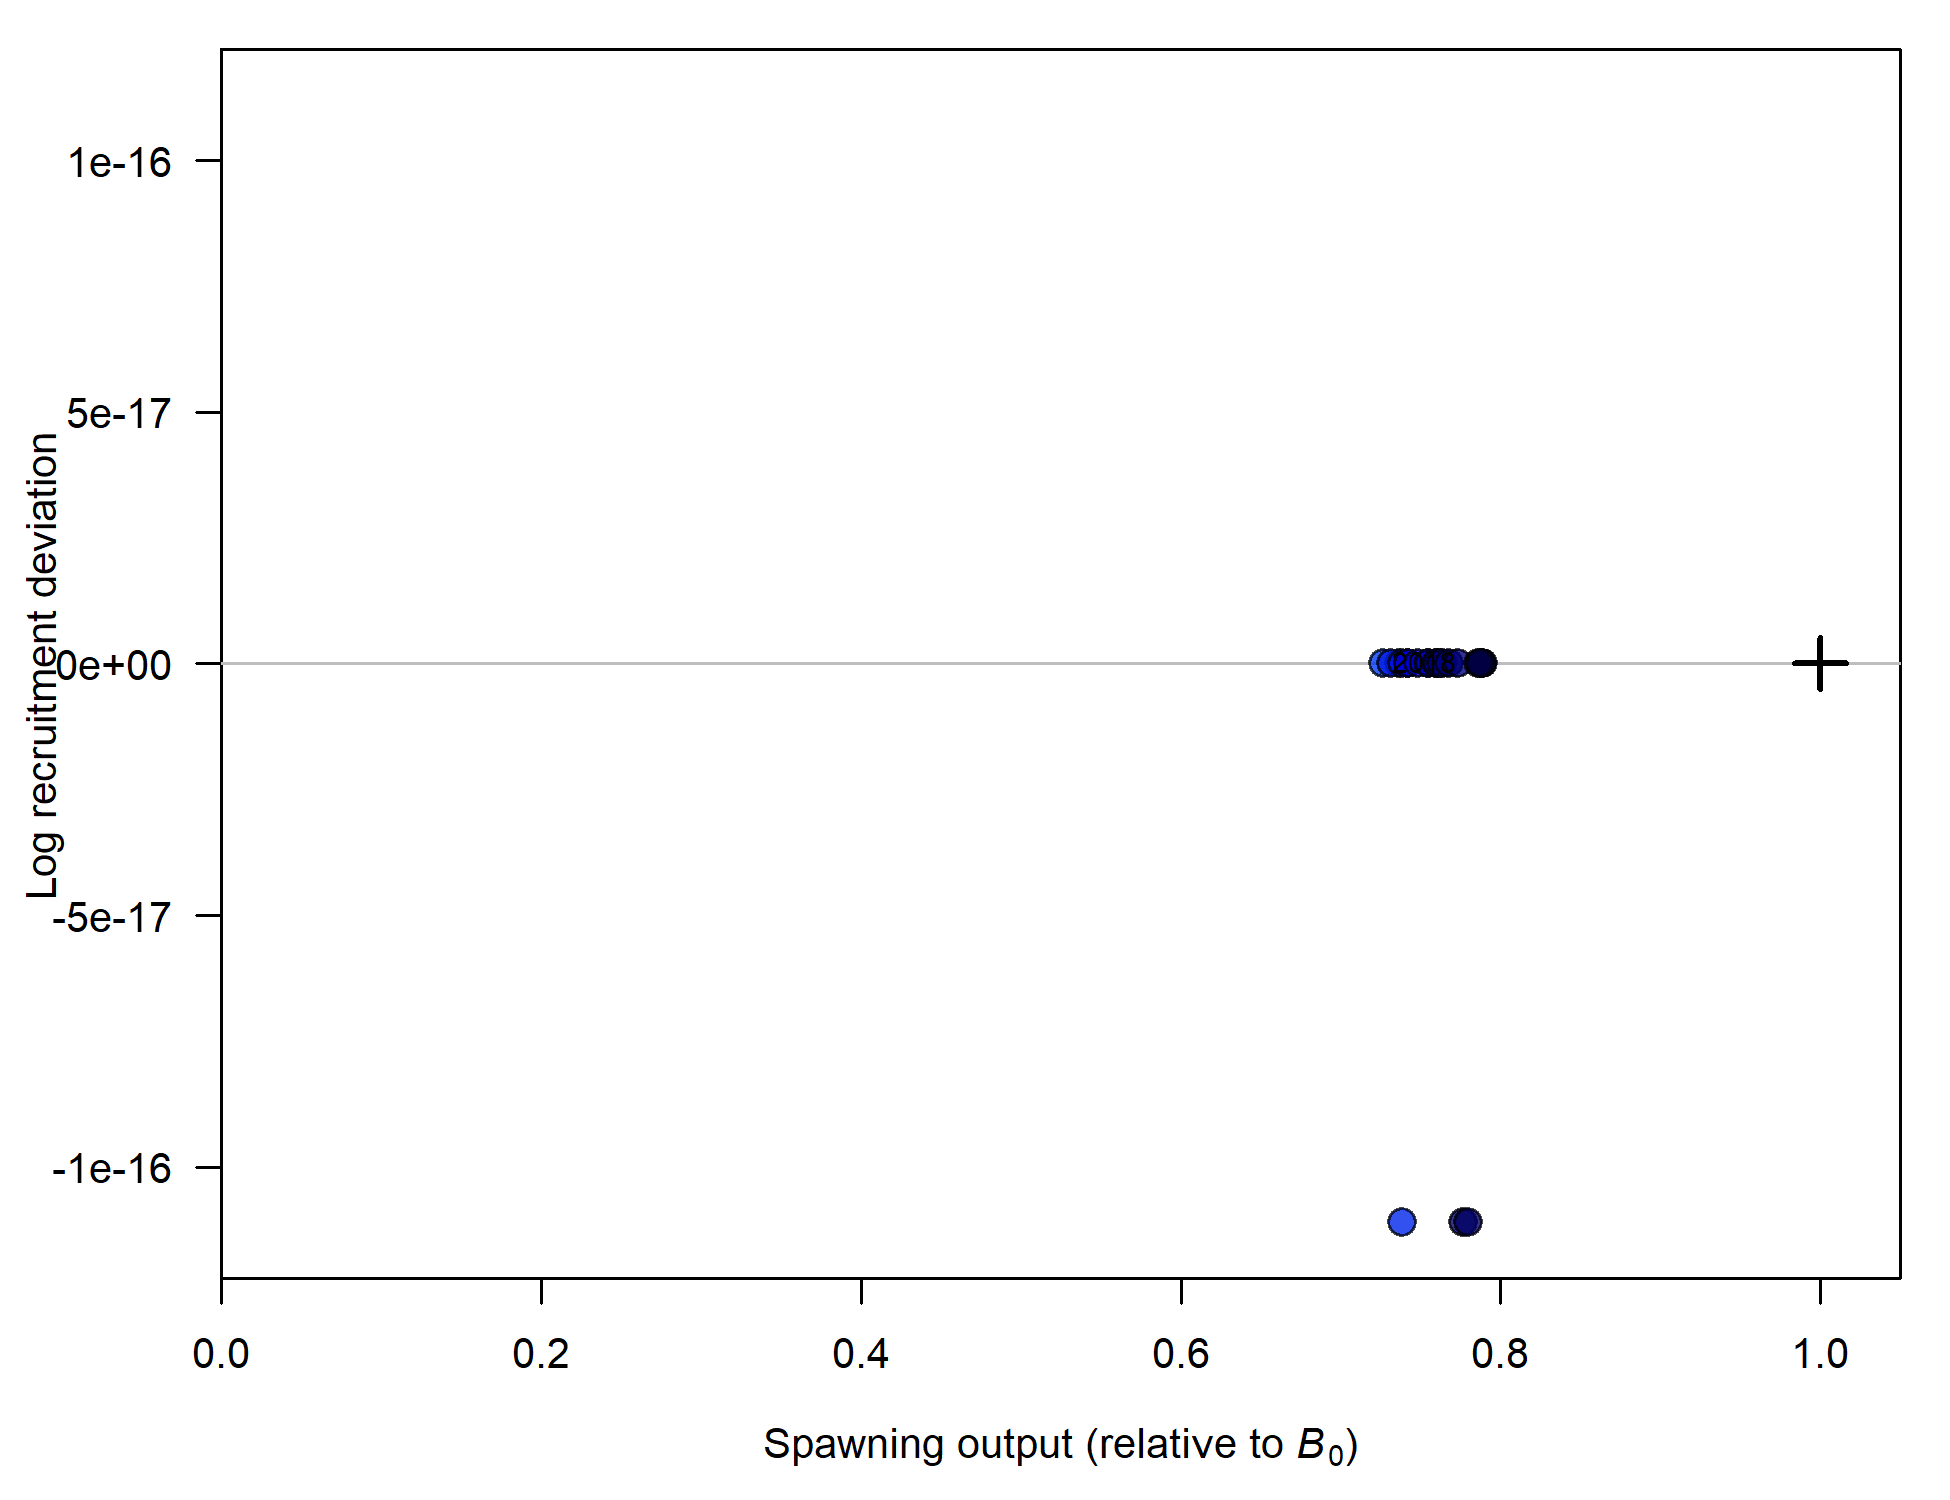 1e-16
5e-17
0e+00
-5e-17
-1e-16
Log recruitment deviation
0.0 0.2 0.4 0.6 0.8 1.0
Spawning output (relative to B₀)